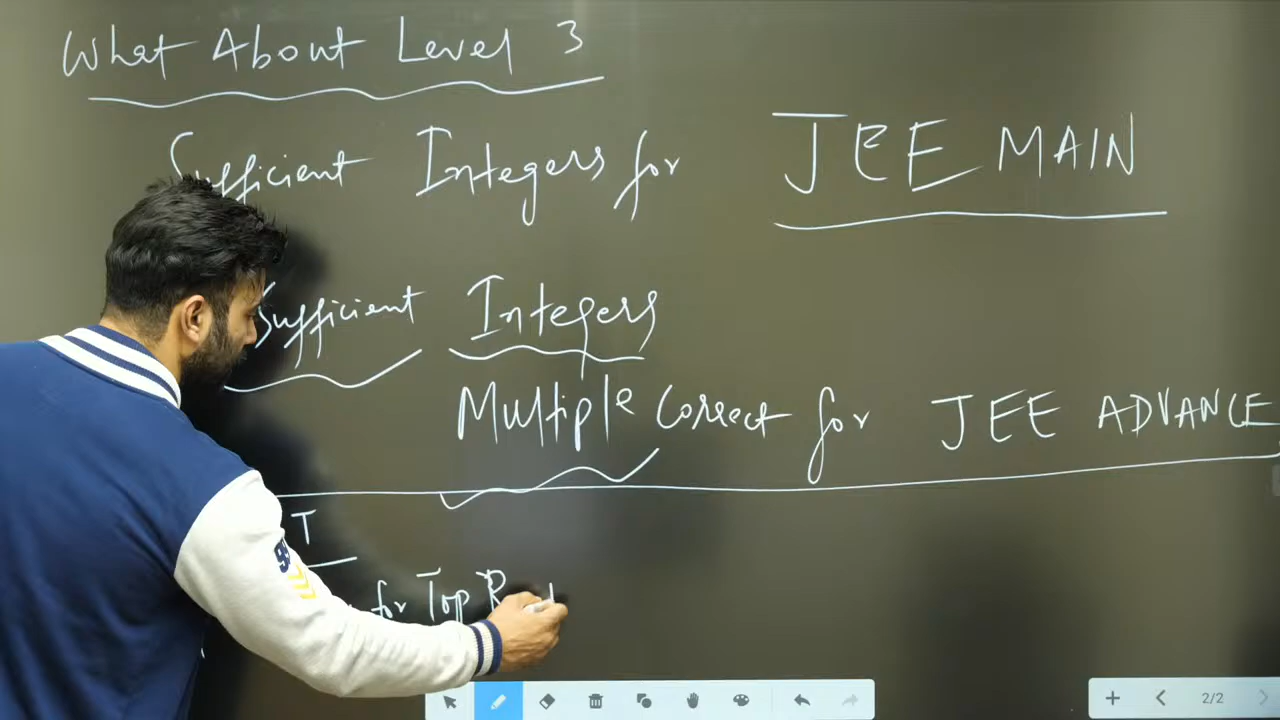 What About Level 3
Sufficient Integers for JEE MAIN
Sufficient Integers
Multiple Correct for JEE ADVANCE
T
for Top R
2/2